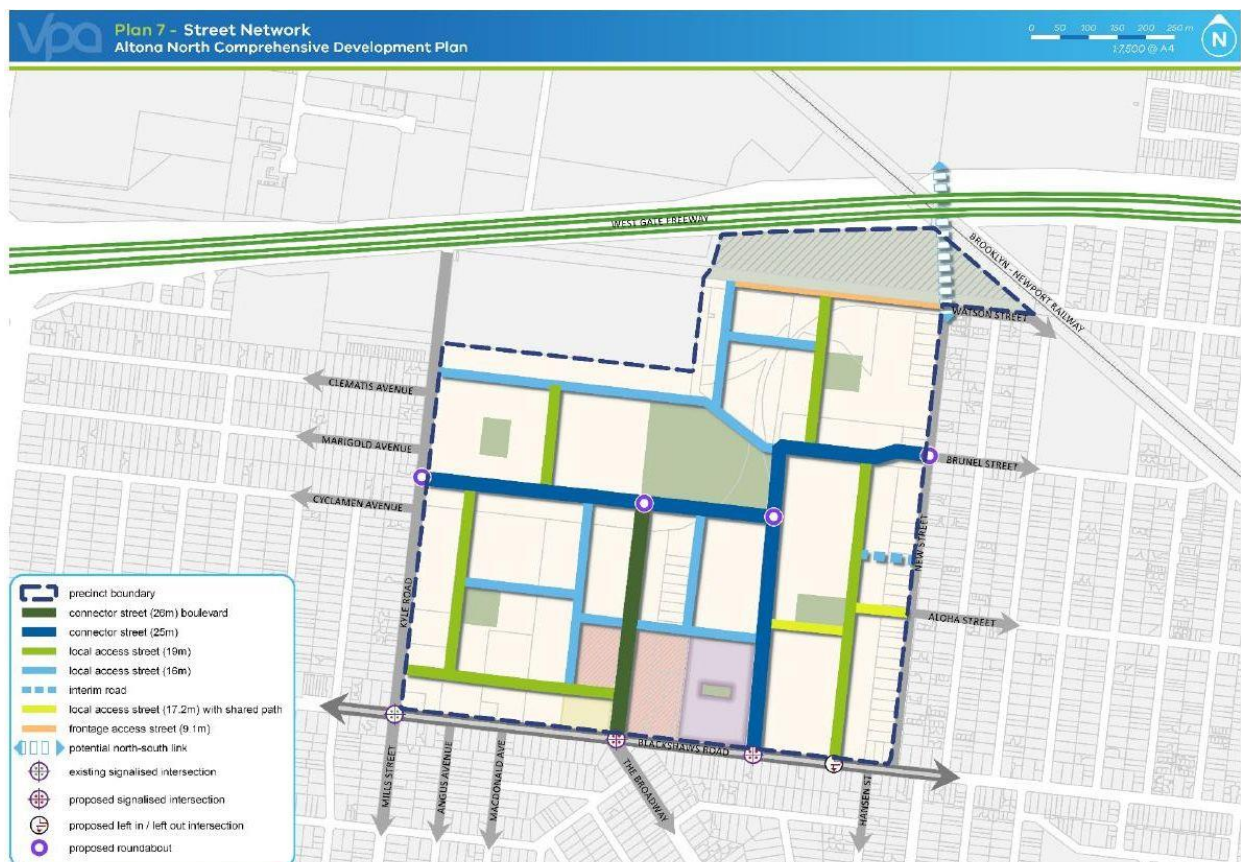 vpa
Plan 7 - Street Network
Altona North Comprehensive Development Plan
0 50 100 150 200 250 m
1:7,500 @ A4
N
WEST GALE FREEWAY
BROOKLYN - NEWPORT RAILWAY
WATSON STREET
CLEMATIS AVENUE
MARIGOLD AVENUE
CYCLAMEN AVENUE
BRUNEL STREET
NEW STREET
KYLE ROAD
ALOHA STREET
BLACKSHAWS ROAD
MILLS STREET
ANGUS AVENUE
MACDONALD AVE
THE BROADWAY
HANSEN ST
precinct boundary
connector street (26m) boulevard
connector street (25m)
local access street (19m)
local access street (16m)
interim road
local access street (17.2m) with shared path
frontage access street (9.1m)
potential north-south link
existing signalised intersection
proposed signalised intersection
proposed left in / left out intersection
proposed roundabout